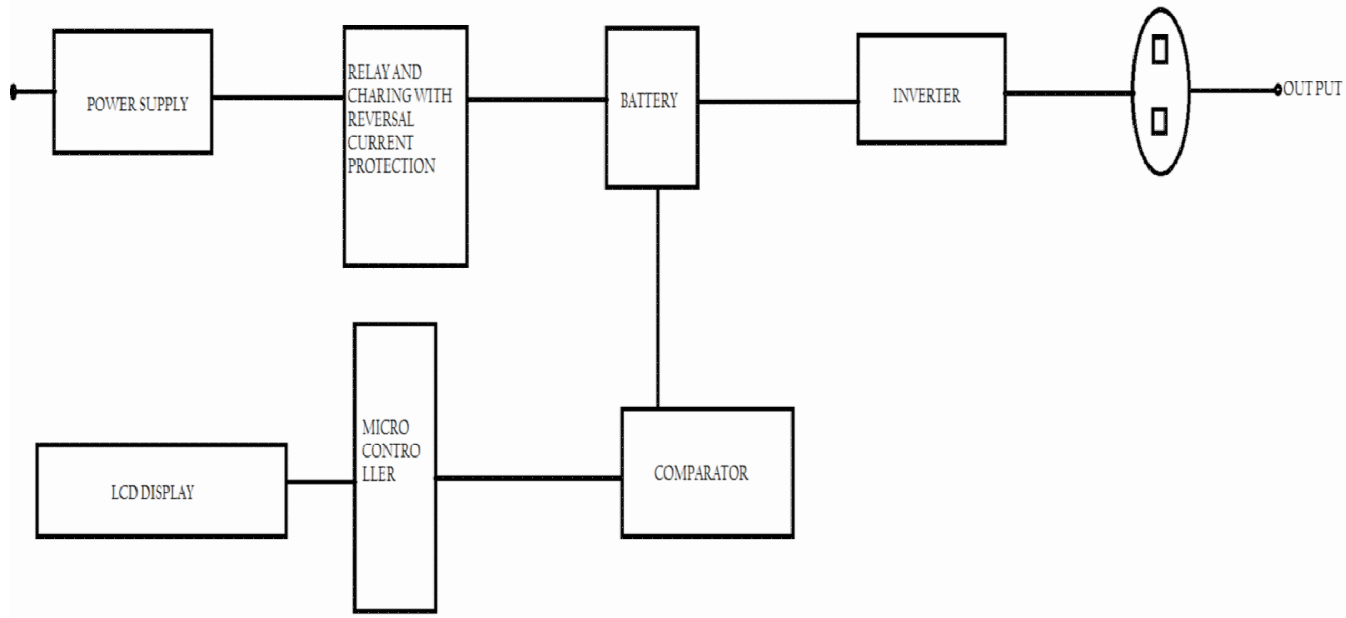 POWER SUPPLY
RELAY AND
CHARING WITH
REVERSAL
CURRENT
PROTECTION
BATTERY
INVERTER
OUT PUT
LCD DISPLAY
MICRO
CONTRO
LLER
COMPARATOR